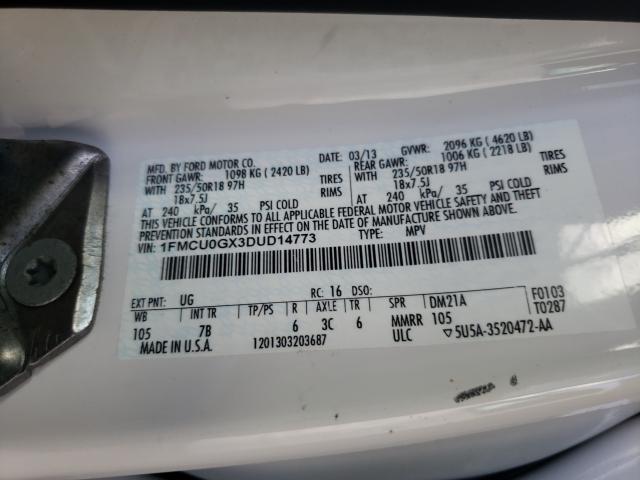 MFD. BY FORD MOTOR CO. DATE: 03/13 GVWR: 2096 KG ( 4620 LB)
FRONT GAWR: 1098 KG ( 2420 LB) REAR GAWR: 1006 KG ( 2218 LB)
WITH 235/50R18 97H TIRES WITH 235/50R18 97H TIRES
18x7.5J RIMS 18x7.5J RIMS
AT 240 kPa/ 35 PSI COLD AT 240 kPa/ 35 PSI COLD
THIS VEHICLE CONFORMS TO ALL APPLICABLE FEDERAL MOTOR VEHICLE SAFETY
AND BUMPER STANDARDS IN EFFECT ON THE DATE OF MANUFACTURE SHOWN ABOVE.
VIN: 1FMCU0GX3DUD14773 TYPE: MPV
EXT PNT: UG RC: 16 DSO: F0103
WB INT TR TP/PS R AXLE TR SPR DM21A T0287
105 7B 6 3C 6 MMRR 105
MADE IN U.S.A. 1201303203687 ULC ▽5U5A-3520472-AA